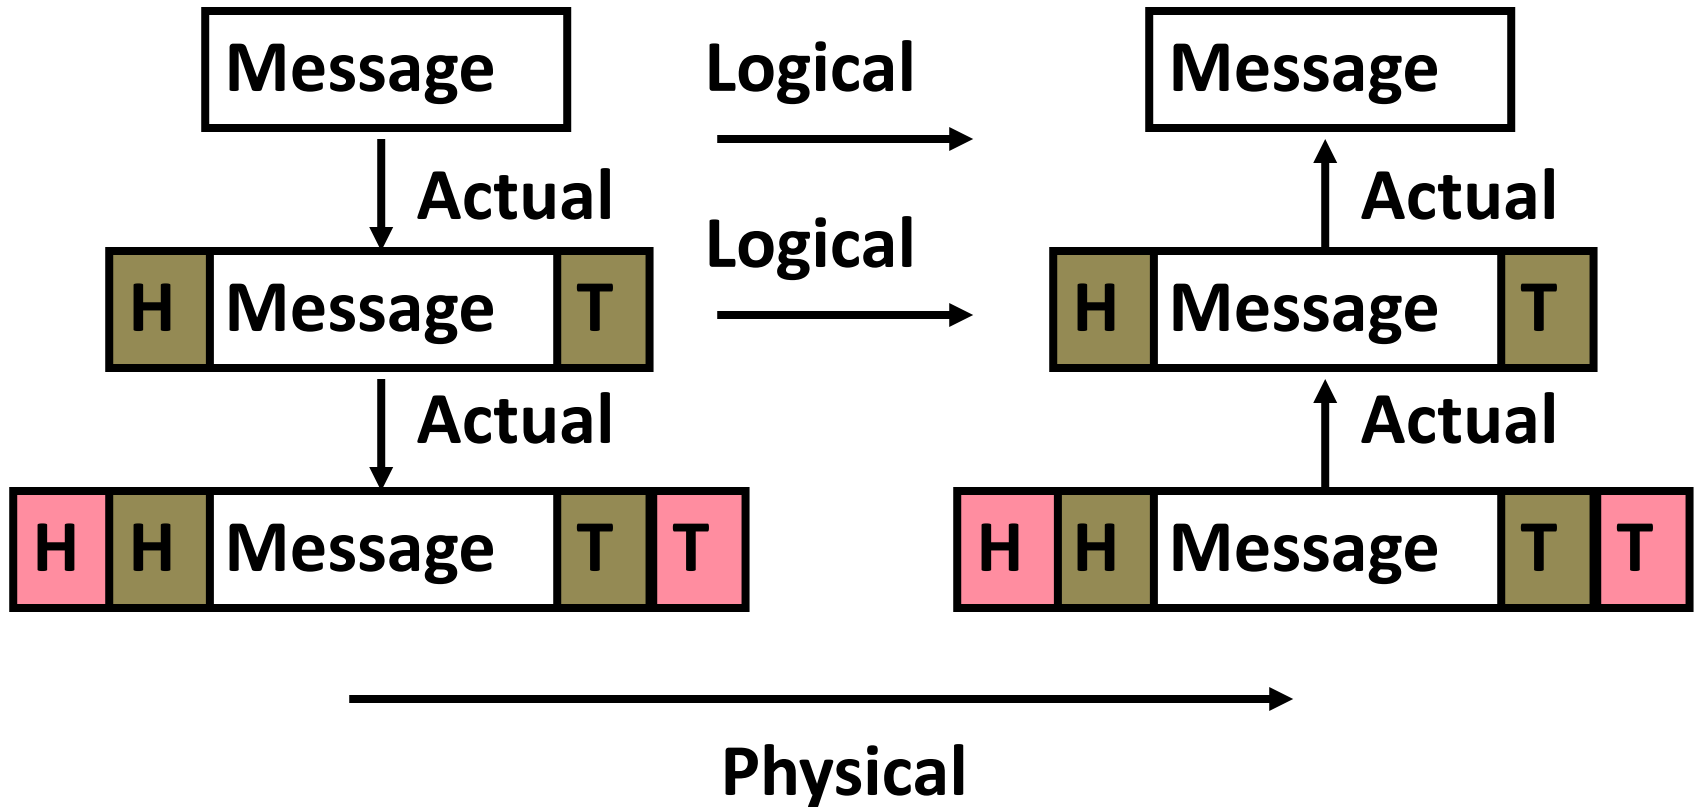 Message Logical Message
Actual Actual
Logical
H Message T H Message T
Actual Actual
H H Message T T H H Message T T
Physical